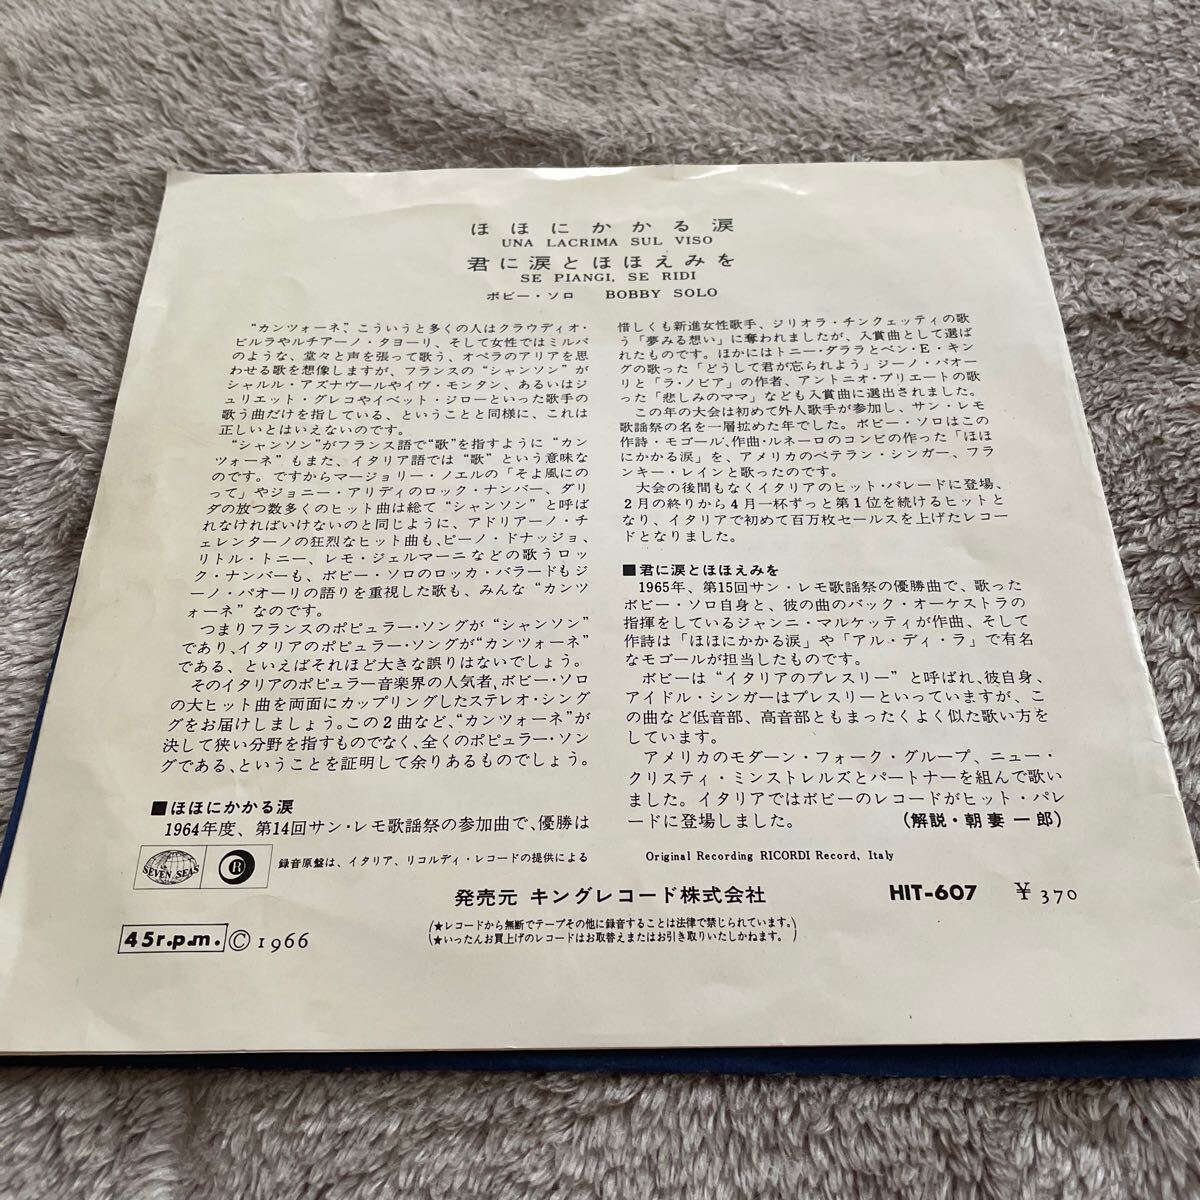 ほほにかかる涙
UNA LACRIMA SUL VISO
君に涙とほほえみを
SE PIANGI, SE RIDI
ボビー・ソロ BOBBY SOLO
“カンツォーネ”、こういうと多くの人はクラウディオ・
ビルラやルチアーノ・タヨーリ、そして女性ではミルバ
のような、堂々と声を張って歌う、オペラのアリアを思
わせる歌を想像しますが、フランスの“シャンソン”が
シャルル・アズナヴールやイヴ・モンタン、あるいはジ
ュリエット・グレコやイベット・ジローといった歌手の
歌う曲だけを指している、ということと同様に、これは
正しいとはいえないのです。
“シャンソン”がフランス語で“歌”を指すように“カン
ツォーネ”もまた、イタリア語では“歌”という意味な
のです。ですからマージョリー・ノエルの「そよ風にの
って」やジョニー・アリディのロック・ナンバー、ダリ
ダの放つ数多くのヒット曲は総て“シャンソン”と呼ば
れなければいけないのと同じように、アドリアーノ・チ
ェレンターノの狂烈なヒット曲も、ピーノ・ドナッジョ、
リトル・トニー、レモ・ジェルマーニなどの歌うロッ
ク・ナンバーも、ボビー・ソロのロッカ・バラードもジ
ーノ・パオーリの語りを重視した歌も、みんな“カンツ
ォーネ”なのです。
つまりフランスのポピュラー・ソングが“シャンソン”
であり、イタリアのポピュラー・ソングが“カンツォーネ”
である、といえばそれほど大きな誤りはないでしょう。
そのイタリアのポピュラー音楽界の人気者、ボビー・ソロ
の大ヒット曲を両面にカップリングしたステレオ・シング
グをお届けしましょう。この２曲など、“カンツォーネ”が
決して狭い分野を指すものでなく、全くのポピュラー・ソン
グである、ということを証明して余りあるものでしょう。
■ほほにかかる涙
1964年度、第14回サン・レモ歌謡祭の参加曲で、優勝は
惜しくも新進女性歌手、ジリオラ・チンクェッティの歌
う「夢みる想い」に奪われましたが、入賞曲として選ば
れたものです。ほかにはトニー・ダララとベン・E・キン
グの歌った「どうして君が忘られよう」ジーノ・パオー
リと「ラ・ノビア」の作者、アントニオ・プリエートの歌
った「悲しみのママ」なども入賞曲に選出されました。
この年の大会は初めて外人歌手が参加し、サン・レモ
歌謡祭の名を一層拡めた年でした。ボビー・ソロはこの
作詩・モゴール、作曲・ルネーロのコンビの作った「ほほ
にかかる涙」を、アメリカのベテラン・シンガー、フラ
ンキー・レインと歌ったのです。
大会の後間もなくイタリアのヒット・パレードに登場、
２月の終りから４月一杯ずっと第１位を続けるヒットと
なり、イタリアで初めて百万枚セールスを上げたレコー
ドとなりました。
■君に涙とほほえみを
1965年、第15回サン・レモ歌謡祭の優勝曲で、歌った
ボビー・ソロ自身と、彼の曲のバック・オーケストラの
指揮をしているジャンニ・マルケッティが作曲、そして
作詩は「ほほにかかる涙」や「アル・ディ・ラ」で有名
なモゴールが担当したものです。
ボビーは“イタリアのプレスリー”と呼ばれ、彼自身、
アイドル・シンガーはプレスリーといっていますが、こ
の曲など低音部、高音部ともまったくよく似た歌い方を
しています。
アメリカのモダーン・フォーク・グループ、ニュー・
クリスティ・ミンストレルズとパートナーを組んで歌い
ました。イタリアではボビーのレコードがヒット・パレ
ードに登場しました。 （解説・朝妻一郎）
SEVEN SEAS R 録音原盤は、イタリア、リコルディ・レコードの提供による
Original Recording RICORDI Record, Italy
発売元 キングレコード株式会社 HIT-607 ￥370
(★レコードから無断でテープその他に録音することは法律で禁じられています。)
(★いったんお買上げのレコードはお取替えまたはお引き取りいたしかねます。)
45r.p.m. Ⓒ1966